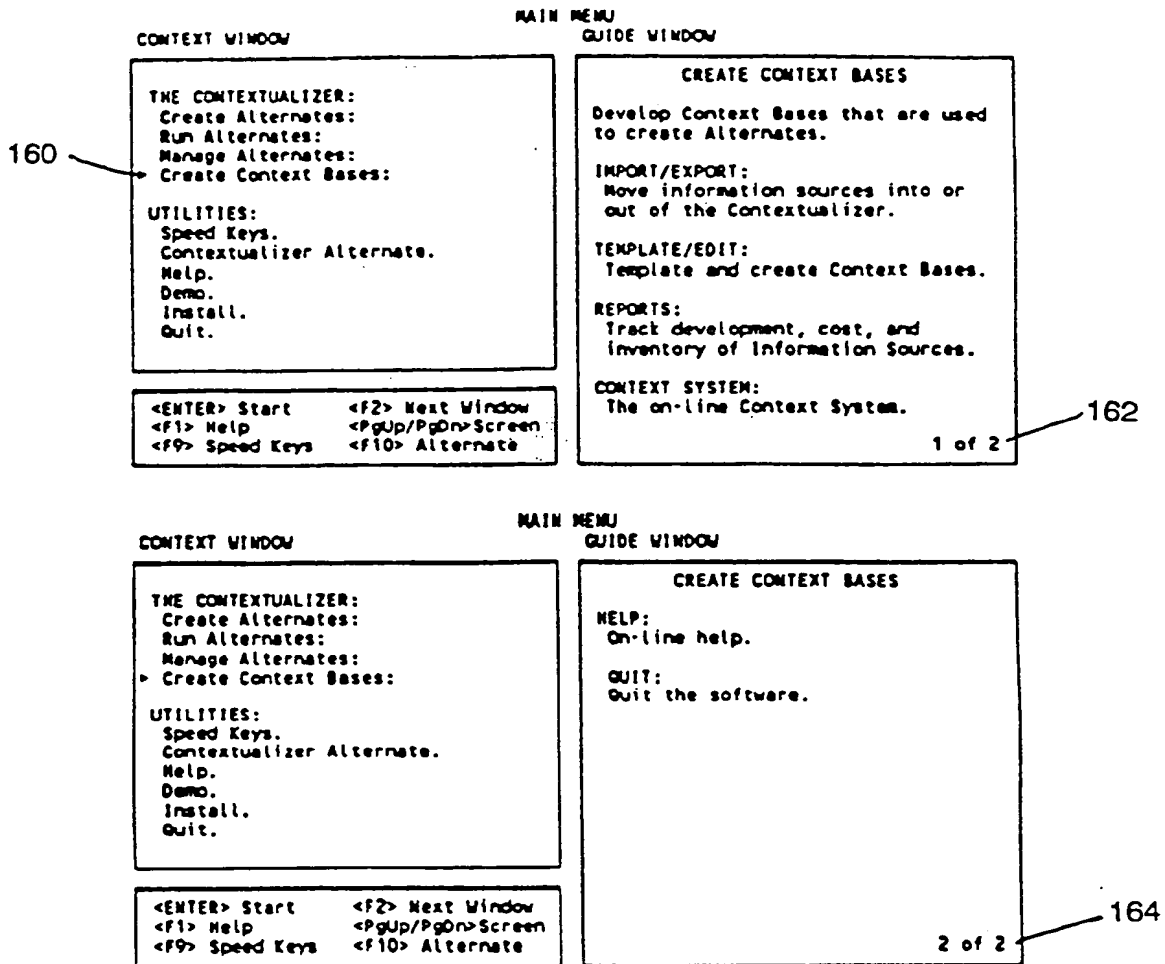 MAIN MENU
CONTEXT WINDOW
GUIDE WINDOW
THE CONTEXTUALIZER:
Create Alternates:
Run Alternates:
Manage Alternates:
160
Create Context Bases:
UTILITIES:
Speed Keys.
Contextualizer Alternate.
Help.
Demo.
Install.
Quit.
<ENTER> Start <F2> Next Window
<F1> Help <PgUp/PgDn>Screen
<F9> Speed Keys <F10> Alternate
CREATE CONTEXT BASES
Develop Context Bases that are used
to create Alternates.
IMPORT/EXPORT:
Move information sources into or
out of the Contextualizer.
TEMPLATE/EDIT:
Template and create Context Bases.
REPORTS:
Track development, cost, and
inventory of Information Sources.
CONTEXT SYSTEM:
The on-line Context System.
1 of 2
162
MAIN MENU
CONTEXT WINDOW
GUIDE WINDOW
THE CONTEXTUALIZER:
Create Alternates:
Run Alternates:
Manage Alternates:
Create Context Bases:
UTILITIES:
Speed Keys.
Contextualizer Alternate.
Help.
Demo.
Install.
Quit.
<ENTER> Start <F2> Next Window
<F1> Help <PgUp/PgDn>Screen
<F9> Speed Keys <F10> Alternate
CREATE CONTEXT BASES
HELP:
On-line help.
QUIT:
Quit the software.
2 of 2
164